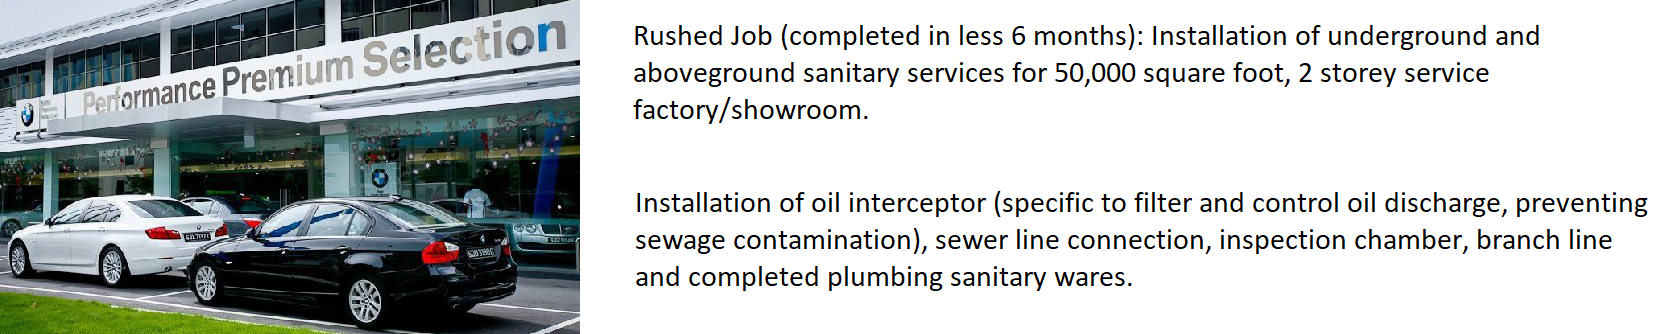 Performance Premium Selection
Rushed Job (completed in less 6 months): Installation of underground and
aboveground sanitary services for 50,000 square foot, 2 storey service
factory/showroom.
Installation of oil interceptor (specific to filter and control oil discharge, preventing
sewage contamination), sewer line connection, inspection chamber, branch line
and completed plumbing sanitary wares.